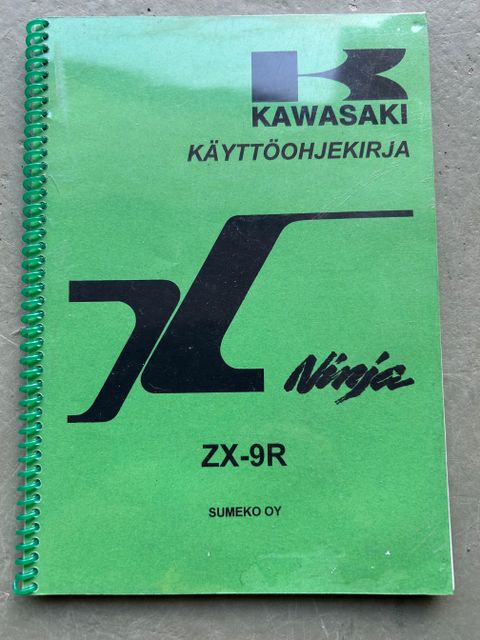 KAWASAKI
KÄYTTÖOHJEKIRJA
Ninja
ZX-9R
SUMEKO OY